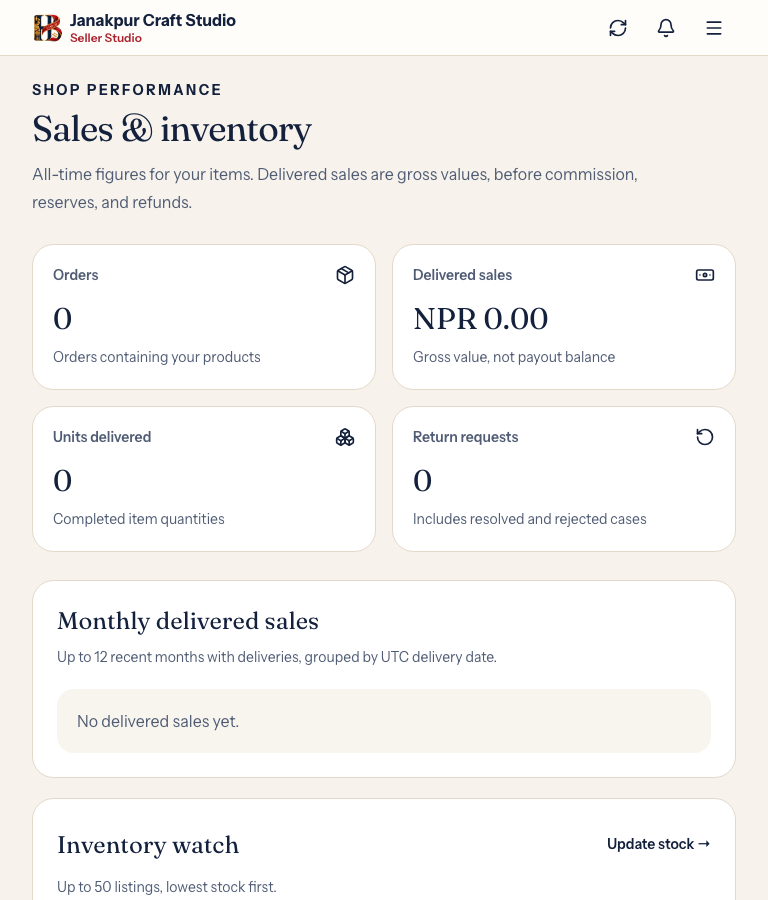 Janakpur Craft Studio
Seller Studio
SHOP PERFORMANCE
Sales & inventory
All-time figures for your items. Delivered sales are gross values, before commission,
reserves, and refunds.
Orders
0
Orders containing your products
Delivered sales
NPR 0.00
Gross value, not payout balance
Units delivered
0
Completed item quantities
Return requests
0
Includes resolved and rejected cases
Monthly delivered sales
Up to 12 recent months with deliveries, grouped by UTC delivery date.
No delivered sales yet.
Inventory watch
Update stock →
Up to 50 listings, lowest stock first.